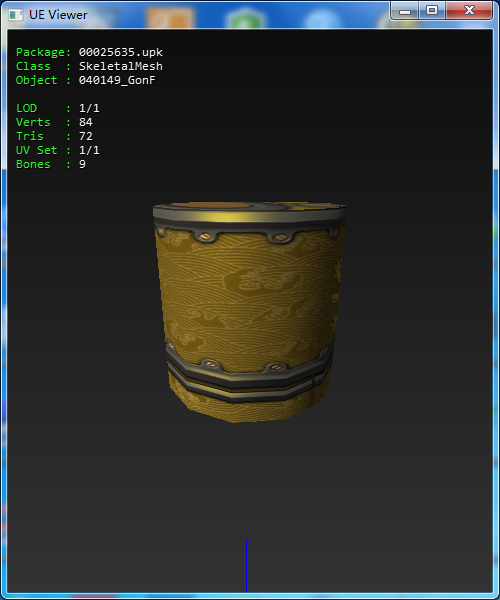 UE Viewer
Package: 00025635.upk
Class : SkeletalMesh
Object : 040149_GonF
LOD : 1/1
Verts : 84
Tris : 72
UV Set : 1/1
Bones : 9